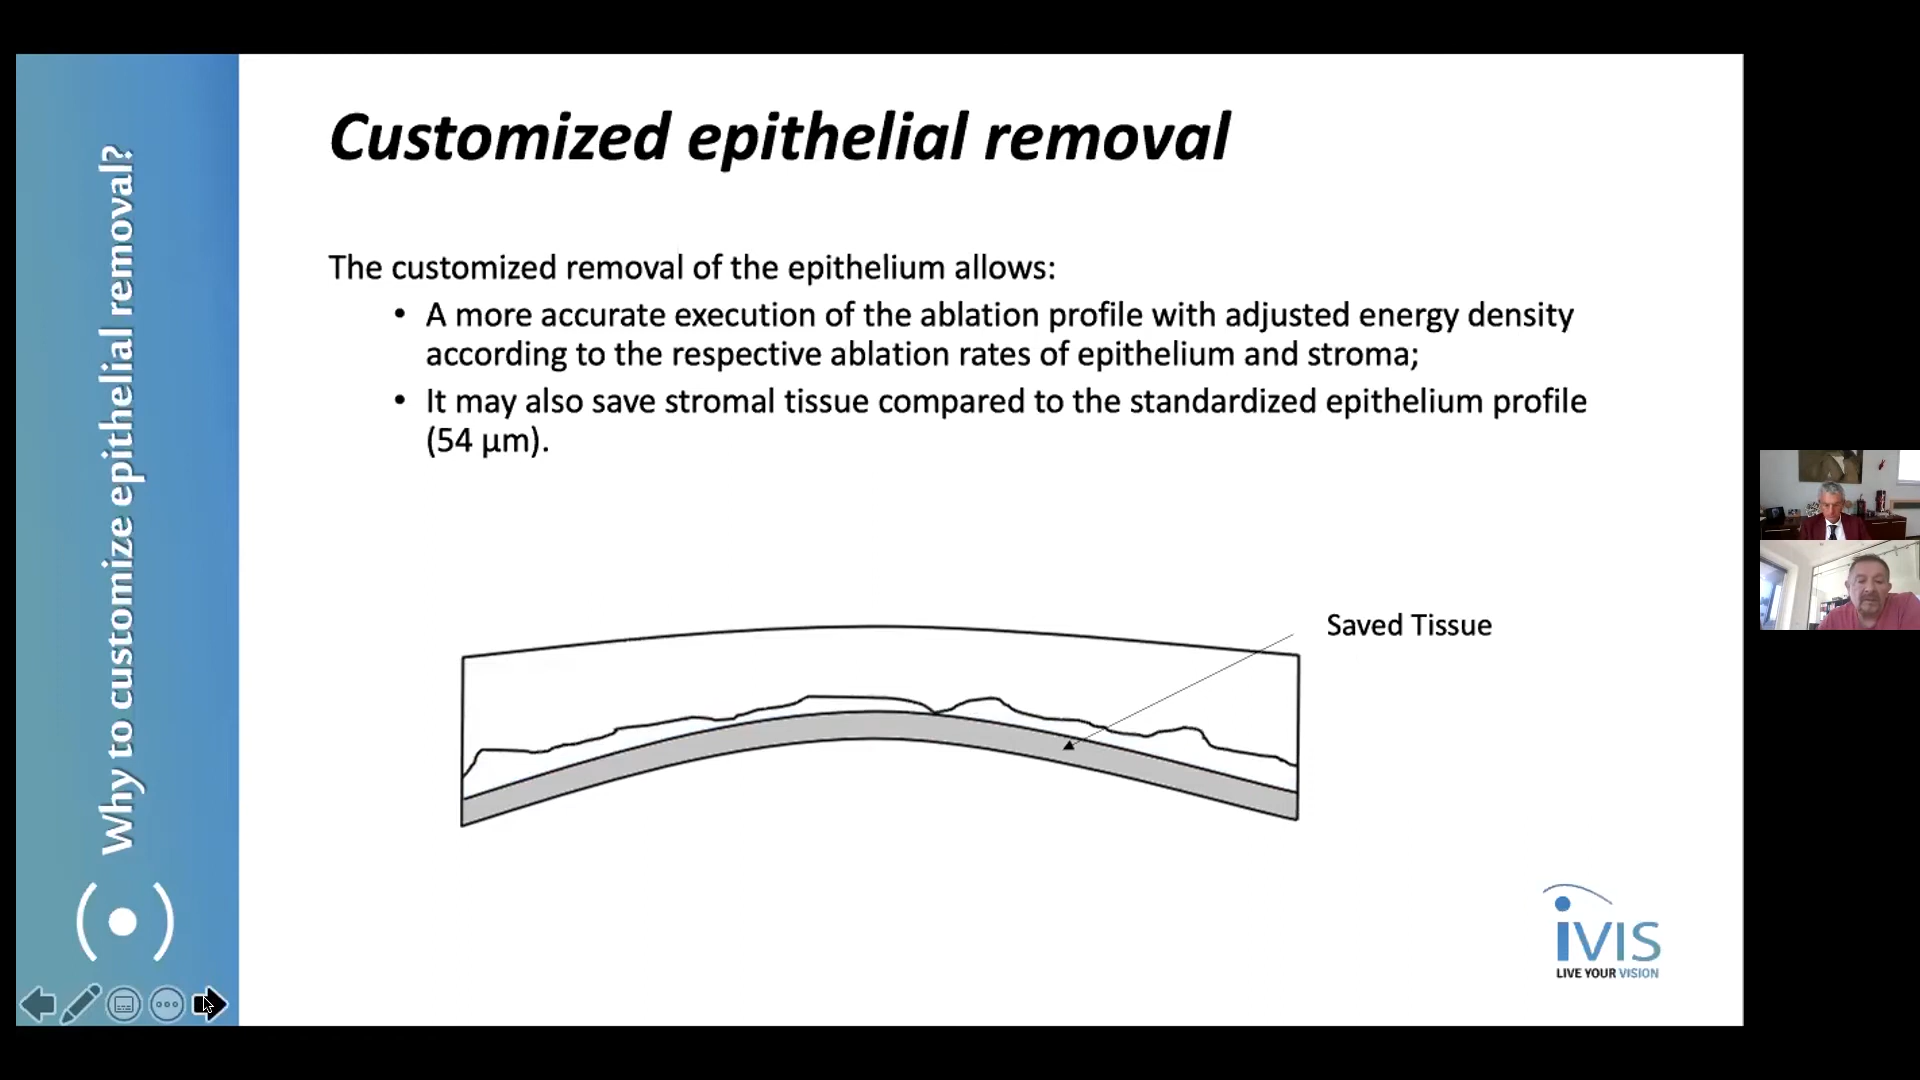 Why to customize epithelial removal?
Customized epithelial removal
The customized removal of the epithelium allows:
• A more accurate execution of the ablation profile with adjusted energy density
according to the respective ablation rates of epithelium and stroma;
• It may also save stromal tissue compared to the standardized epithelium profile
(54 µm).
Saved Tissue
iVIS
LIVE YOUR VISION